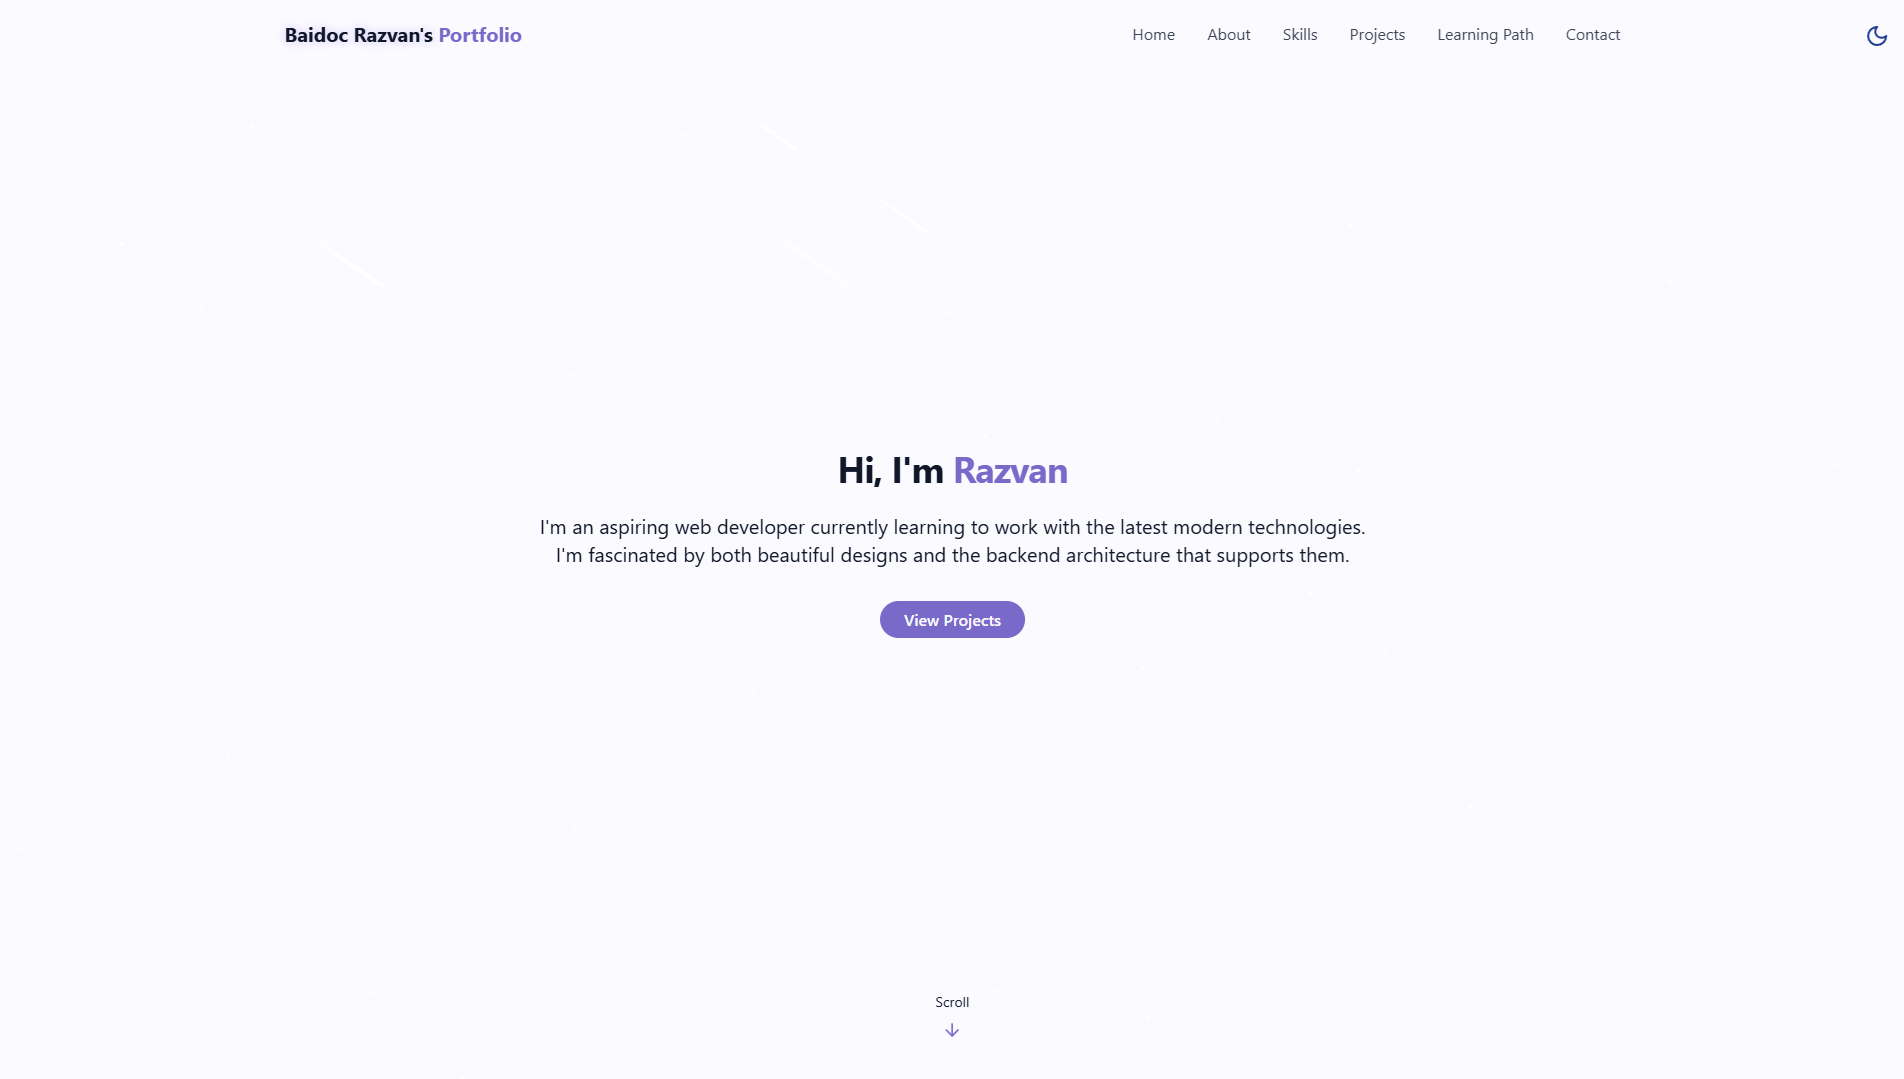 Baidoc Razvan's Portfolio
Home About Skills Projects Learning Path Contact
Hi, I'm Razvan
I'm an aspiring web developer currently learning to work with the latest modern technologies.
I'm fascinated by both beautiful designs and the backend architecture that supports them.
View Projects
Scroll